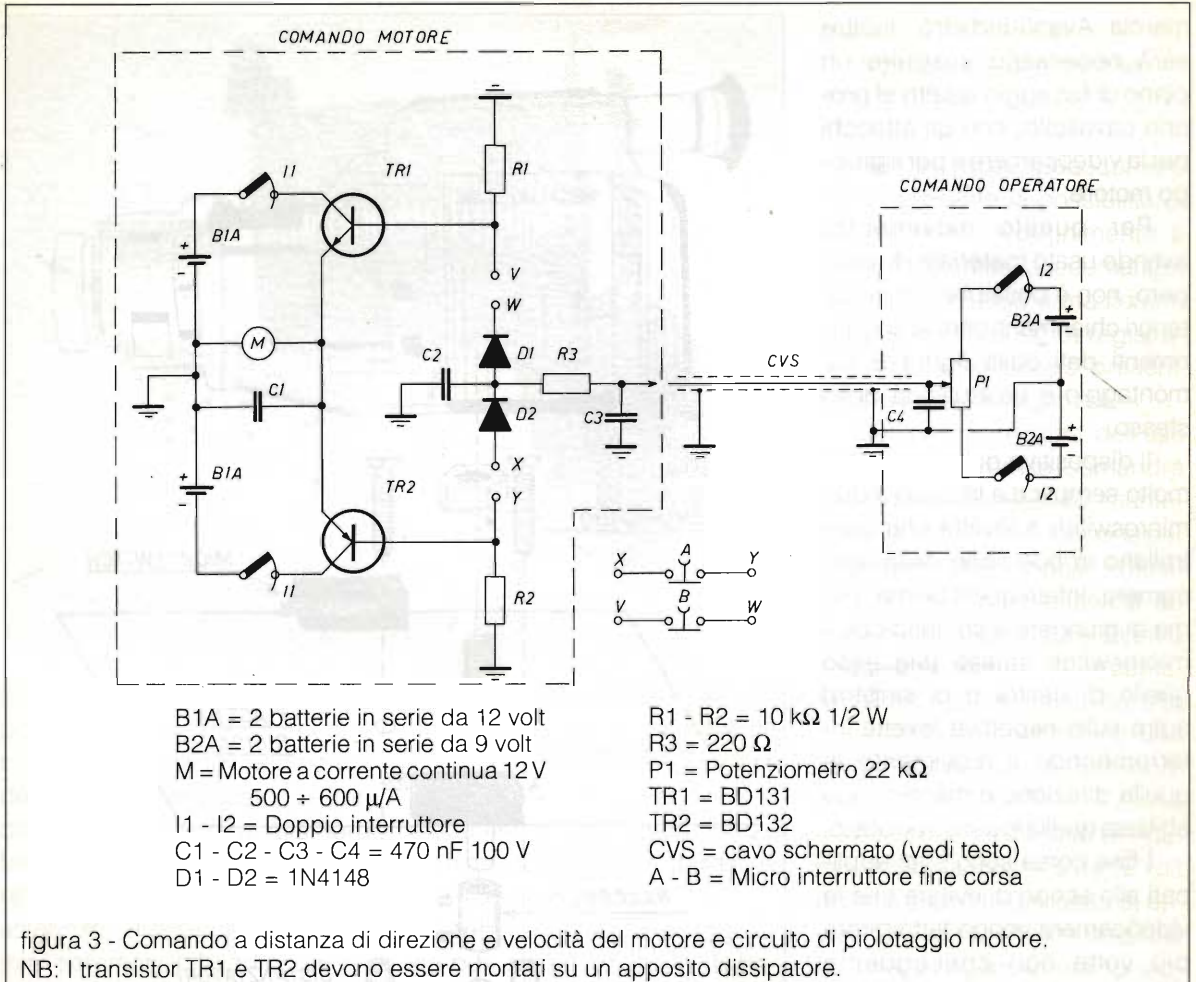 COMANDO MOTORE
I1
TR1
R1
B1A
+
-
V
W
M
C2
D1
R3
CVS
C1
D2
C3
X
B1A
+
-
TR2
Y
I1
R2
COMANDO OPERATORE
I2
B2A
+
P1
C4
B2A
+
I2
X
A
Y
B
V
W
B1A = 2 batterie in serie da 12 volt
B2A = 2 batterie in serie da 9 volt
M = Motore a corrente continua 12 V
500 ÷ 600 µ/A
I1 - I2 = Doppio interruttore
C1 - C2 - C3 - C4 = 470 nF 100 V
D1 - D2 = 1N4148
R1 - R2 = 10 kΩ 1/2 W
R3 = 220 Ω
P1 = Potenziometro 22 kΩ
TR1 = BD131
TR2 = BD132
CVS = cavo schermato (vedi testo)
A - B = Micro interruttore fine corsa
figura 3 - Comando a distanza di direzione e velocità del motore e circuito di piolotaggio motore.
NB: I transistor TR1 e TR2 devono essere montati su un apposito dissipatore.